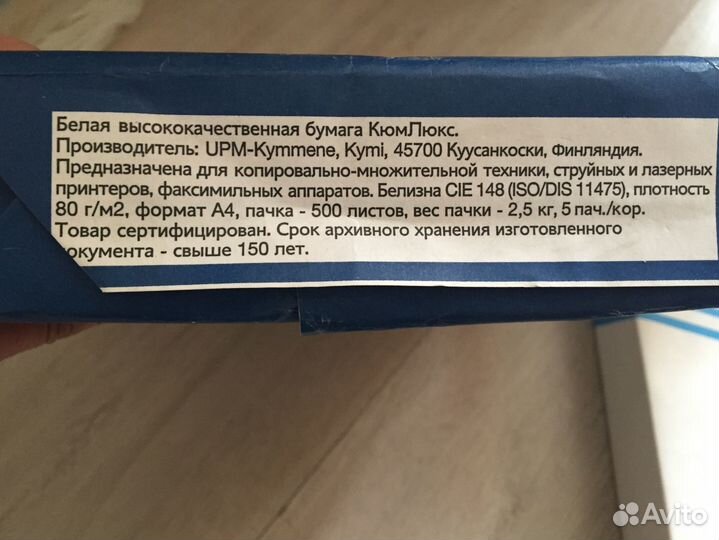 Белая высококачественная бумага КюмЛюкс.
Производитель: UPM-Kymmene, Kymi, 45700 Куусанкоски, Финляндия.
Предназначена для копировально-множительной техники, струйных и лазерных
принтеров, факсимильных аппаратов. Белизна CIE 148 (ISO/DIS 11475), плотность
80 г/м2, формат А4, пачка - 500 листов, вес пачки - 2,5 кг, 5 пач./кор.
Товар сертифицирован. Срок архивного хранения изготовленного
окумента - свыше 150 лет.
Avito